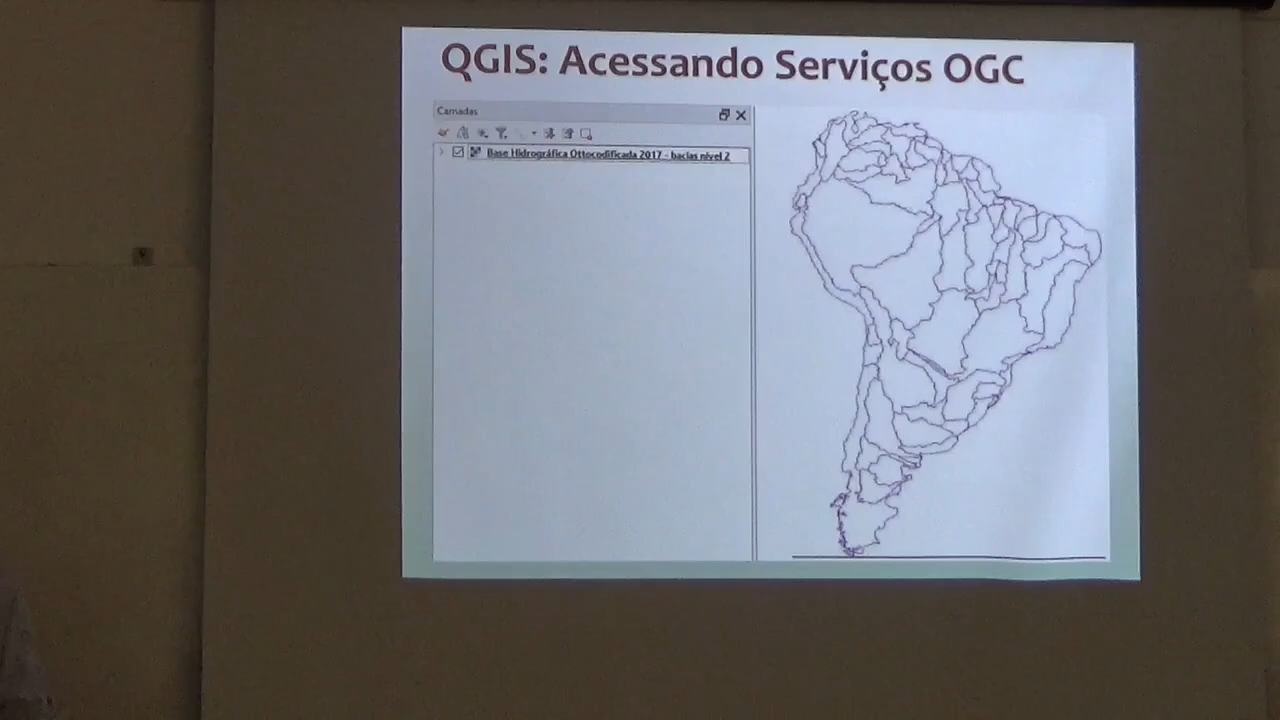 QGIS: Acessando Serviços OGC
Camadas
Base Hidrográfica Ottocodificada 2017 - bacias nível 2